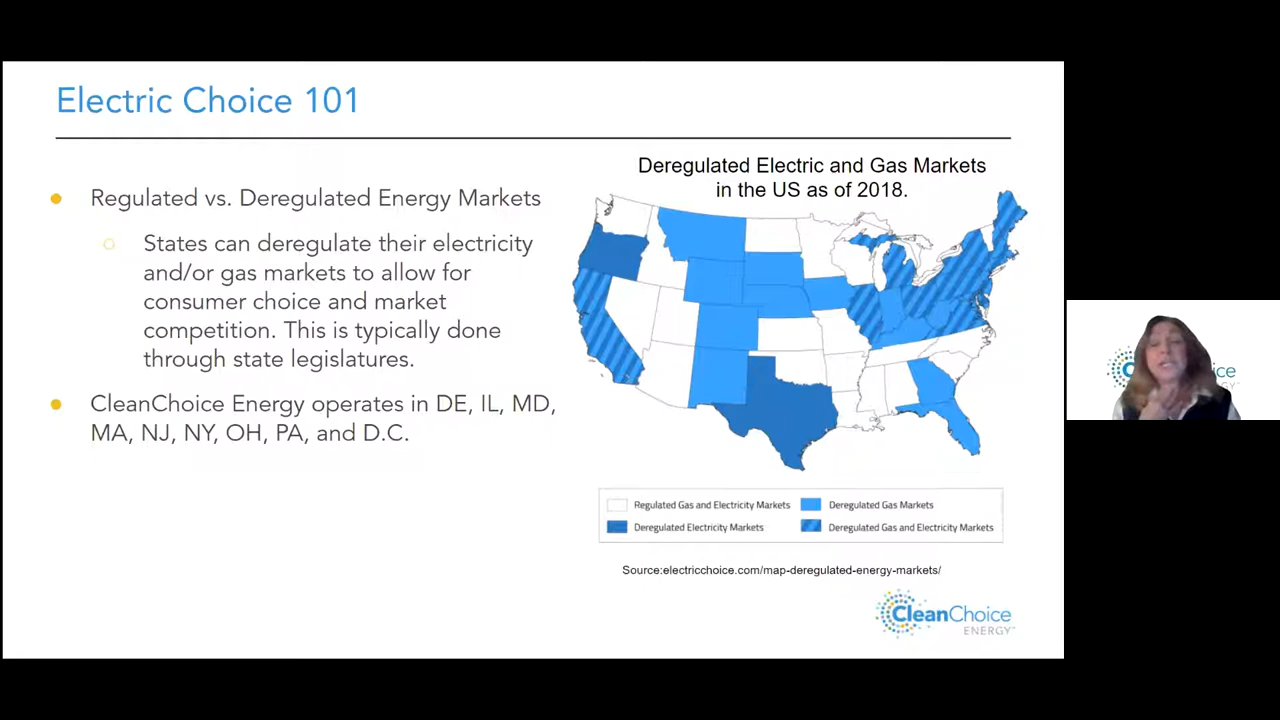 Electric Choice 101
Regulated vs. Deregulated Energy Markets
States can deregulate their electricity
and/or gas markets to allow for
consumer choice and market
competition. This is typically done
through state legislatures.
CleanChoice Energy operates in DE, IL, MD,
MA, NJ, NY, OH, PA, and D.C.
Deregulated Electric and Gas Markets
in the US as of 2018.
Regulated Gas and Electricity Markets
Deregulated Gas Markets
Deregulated Electricity Markets
Deregulated Gas and Electricity Markets
Source:electricchoice.com/map-deregulated-energy-markets/
CleanChoice
ENERGY™